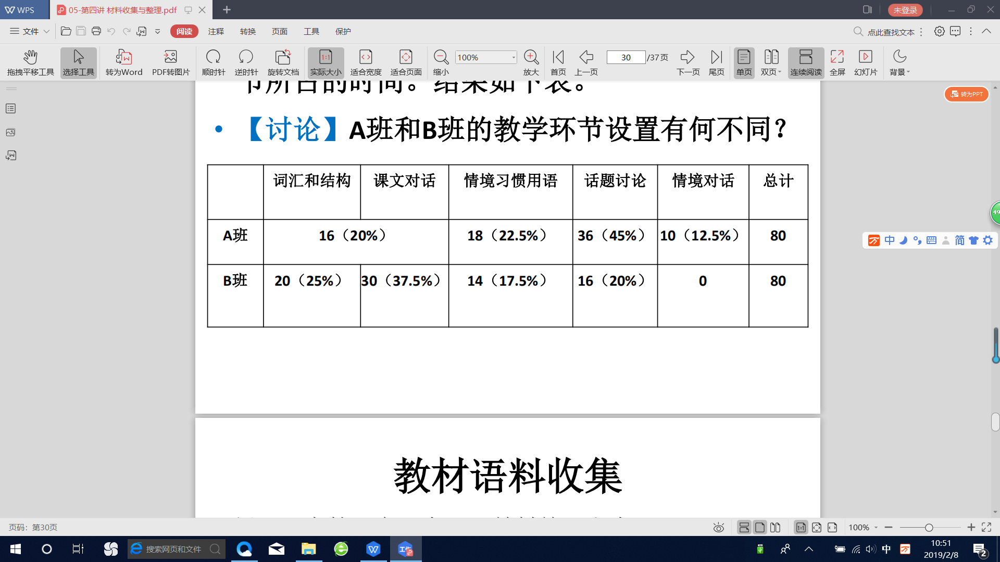 WPS
05-第四讲 材料收集与整理.pdf
未登录
文件
阅读
注释
转换
页面
工具
保护
点此查找文本
拖拽平移工具
选择工具
转为Word
PDF转图片
顺时针
逆时针
旋转文档
实际大小
适合宽度
适合页面
缩小
100%
放大
首页
上一页
30
/37页
下一页
尾页
单页
双页
连续阅读
全屏
幻灯片
背景
转为PPT
节所占的时间。结果如下表。
• 【讨论】A班和B班的教学环节设置有何不同？
词汇和结构 课文对话 情境习惯用语 话题讨论 情境对话 总计
A班 16（20%） 18（22.5%） 36（45%） 10（12.5%） 80
B班 20（25%） 30（37.5%） 14（17.5%） 16（20%） 0 80
49
中
简
教材语料收集
页码：第30页
100%
搜索网页和文件
中
10:51
2019/2/8
2